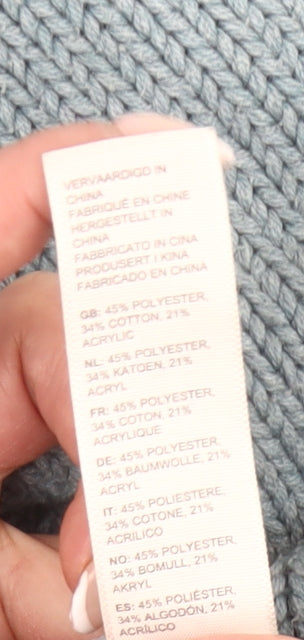 VERVAARDIGD IN
CHINA
FABRIQUÉ EN CHINE
HERGESTELLT IN
CHINA
FABBRICATO IN CINA
PRODUSERT I KINA
FABRICADO EN CHINA
GB: 45% POLYESTER,
34% COTTON, 21%
ACRYLIC
NL: 45% POLYESTER,
34% KATOEN, 21%
ACRYL
FR: 45% POLYESTER,
34% COTON, 21%
ACRYLIQUE
DE: 45% POLYESTER,
34% BAUMWOLLE, 21%
ACRYL
IT: 45% POLIESTERE,
34% COTONE, 21%
ACRILICO
NO: 45% POLYESTER,
34% BOMULL, 21%
AKRYL
ES: 45% POLIÉSTER,
34% ALGODÓN, 21%
ACRÍLICO